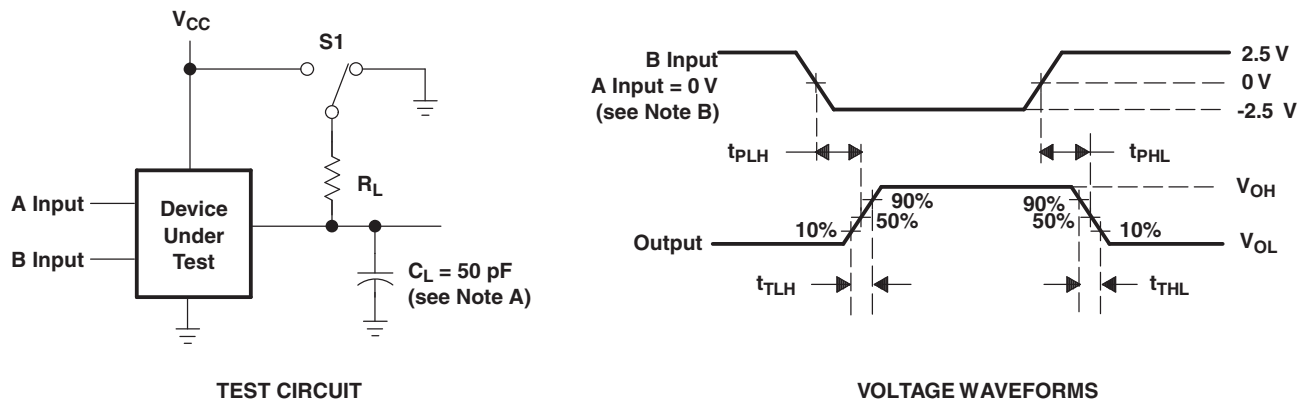 VCC
S1
RL
A Input
B Input
Device
Under
Test
CL = 50 pF
(see Note A)
TEST CIRCUIT
B Input
A Input = 0 V
(see Note B)
2.5 V
0 V
-2.5 V
tPLH
tPHL
VOH
90%
50%
10%
90%
50%
10%
Output
VOL
tTLH
tTHL
VOLTAGE WAVEFORMS